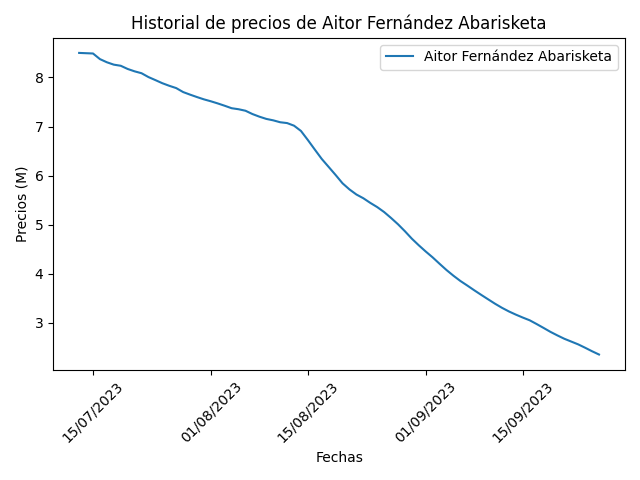 Historial de precios de Aitor Fernández Abarisketa
Aitor Fernández Abarisketa
Precios (M)
8
7
6
5
4
3
15/07/2023
01/08/2023
15/08/2023
01/09/2023
15/09/2023
Fechas